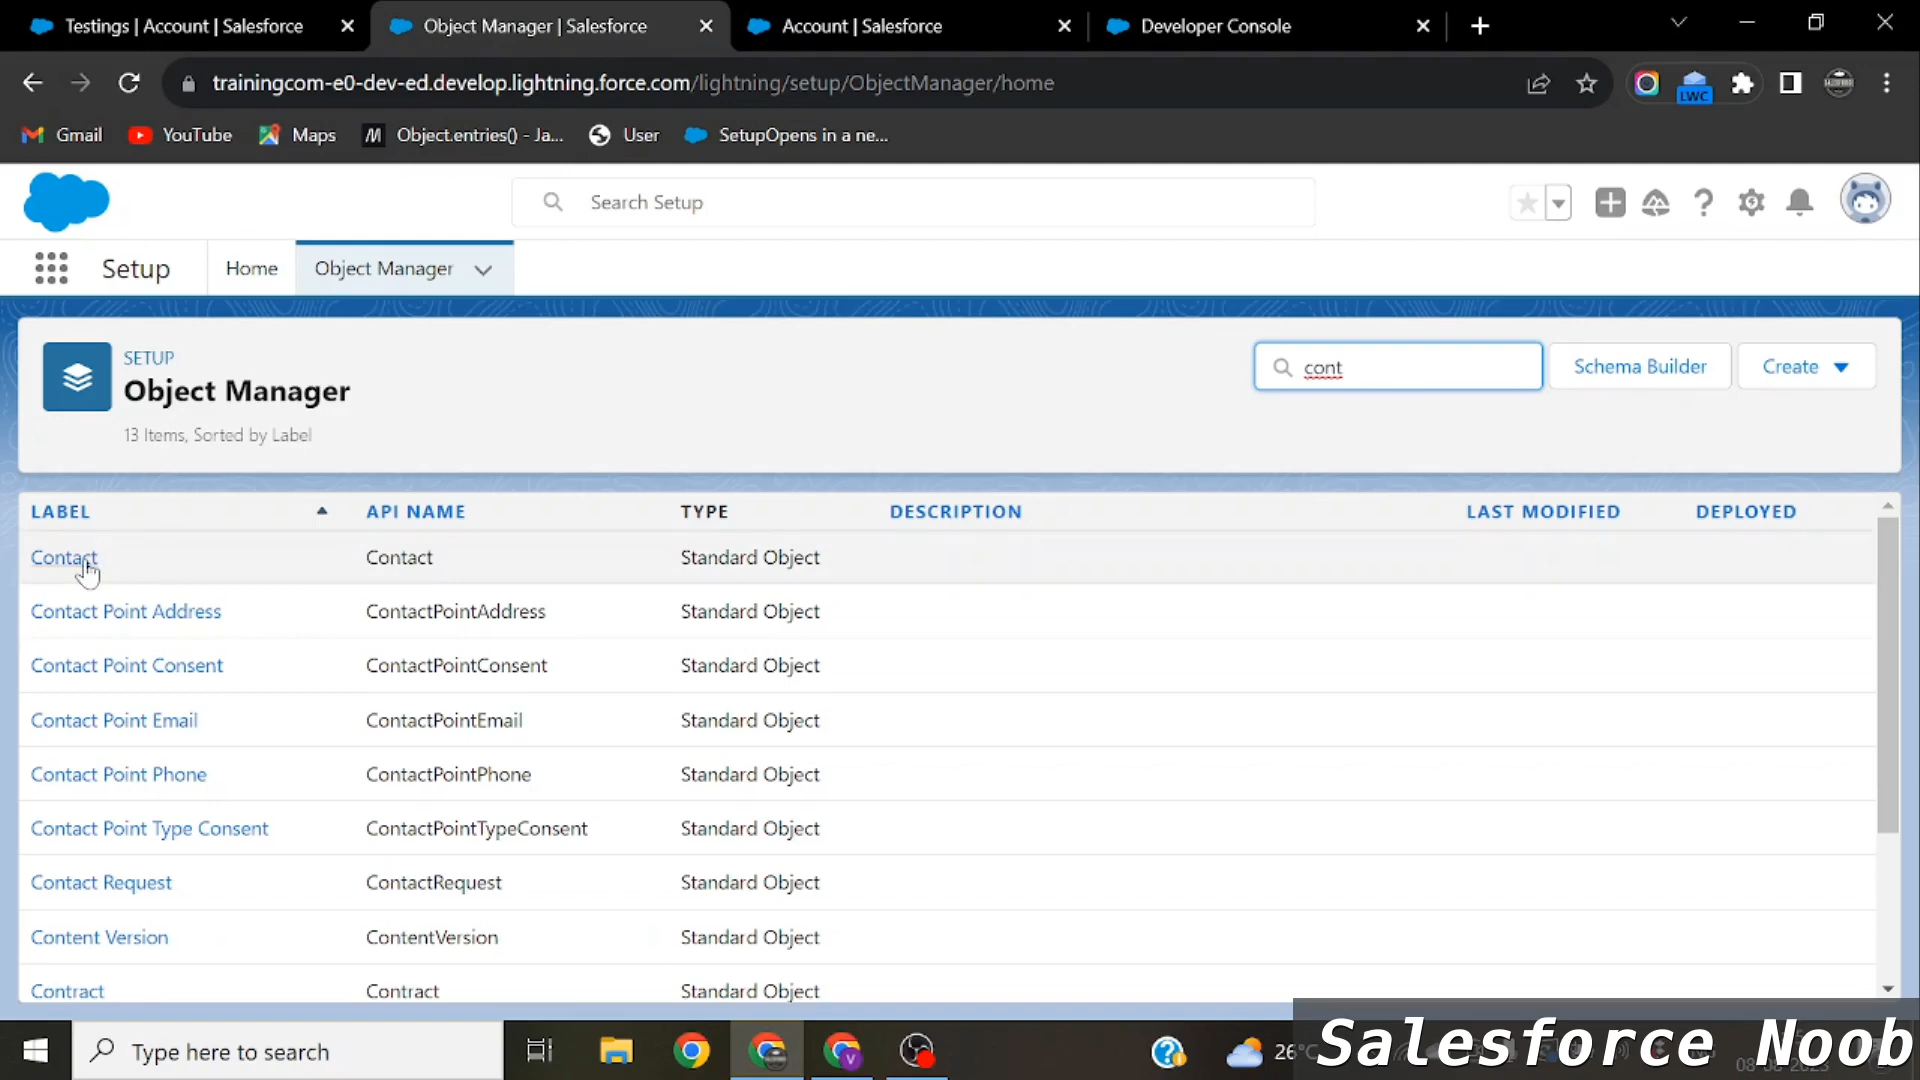 Testings | Account | Salesforce
Object Manager | Salesforce
Account | Salesforce
Developer Console
trainingcom-e0-dev-ed.develop.lightning.force.com/lightning/setup/ObjectManager/home
LWC
Gmail
YouTube
Maps
Object.entries() - Ja...
User
SetupOpens in a ne...
Search Setup
Setup
Home
Object Manager
SETUP
Object Manager
13 Items, Sorted by Label
cont
Schema Builder
Create
LABEL API NAME TYPE DESCRIPTION LAST MODIFIED DEPLOYED
Contact Contact Standard Object
Contact Point Address ContactPointAddress Standard Object
Contact Point Consent ContactPointConsent Standard Object
Contact Point Email ContactPointEmail Standard Object
Contact Point Phone ContactPointPhone Standard Object
Contact Point Type Consent ContactPointTypeConsent Standard Object
Contact Request ContactRequest Standard Object
Content Version ContentVersion Standard Object
Contract Contract Standard Object
Type here to search
26°C
Salesforce Noob